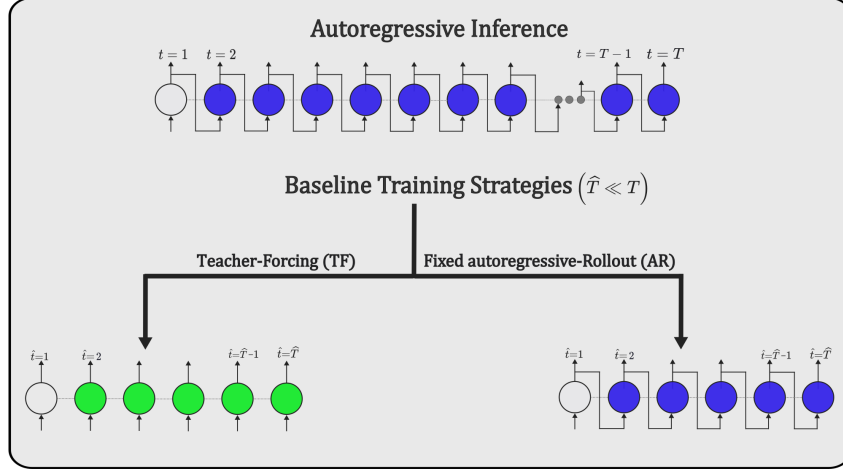 Autoregressive Inference
t = 1 t = 2 t = T − 1 t = T
Baseline Training Strategies (T̂ ≪ T)
Teacher-Forcing (TF) Fixed autoregressive-Rollout (AR)
t̂=1 t̂=2 t̂=T̂-1 t̂=T̂ t̂=1 t̂=2 t̂=T̂-1 t̂=T̂